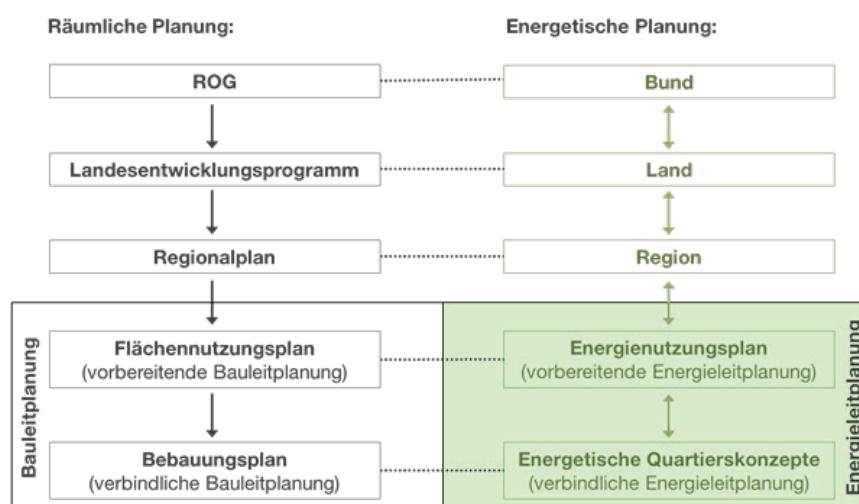 Räumliche Planung:
Energetische Planung:
ROG
Bund
Landesentwicklungsprogramm
Land
Regionalplan
Region
Bauleitplanung
Flächennutzungsplan
(vorbereitende Bauleitplanung)
Energienutzungsplan
(vorbereitende Energieleitplanung)
Energieleitplanung
Bebauungsplan
(verbindliche Bauleitplanung)
Energetische Quartierskonzepte
(verbindliche Energieleitplanung)